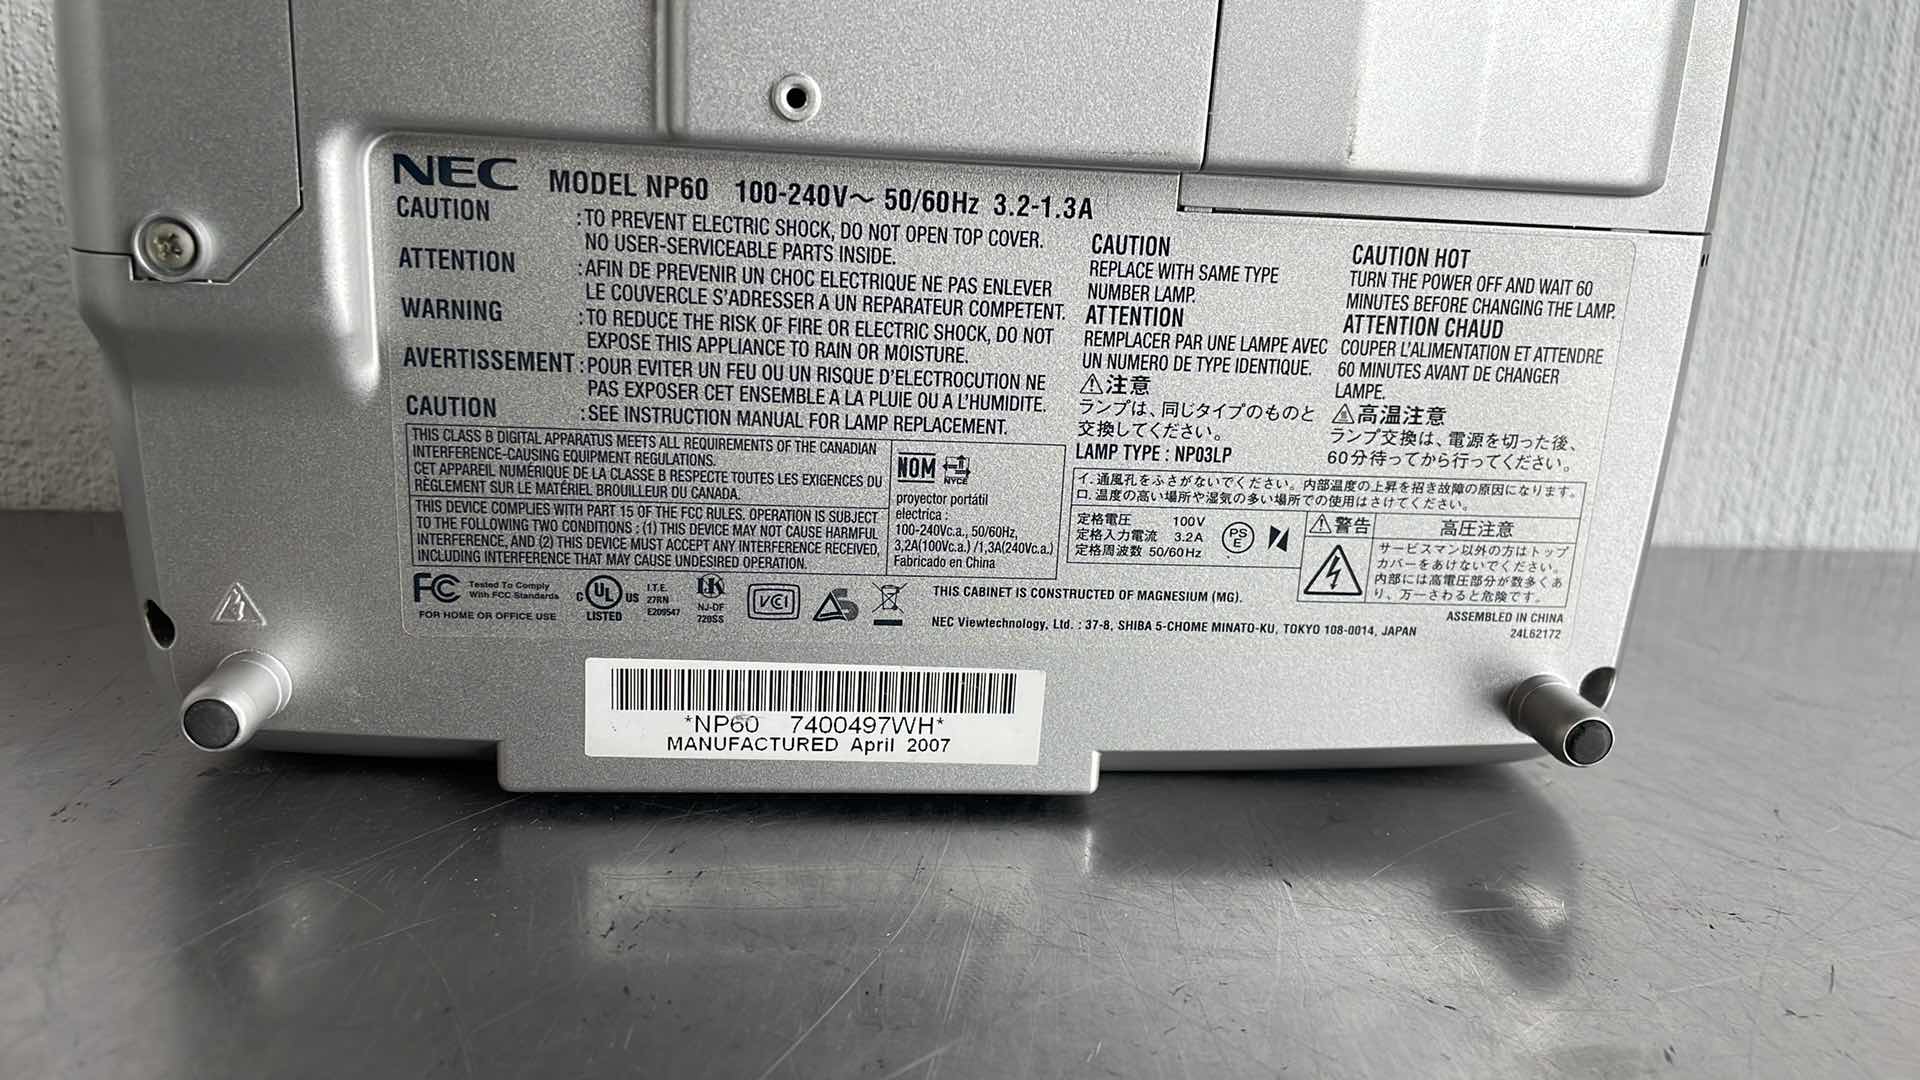 NEC MODEL NP60 100-240V～ 50/60Hz 3.2-1.3A
CAUTION :TO PREVENT ELECTRIC SHOCK, DO NOT OPEN TOP COVER.
NO USER-SERVICEABLE PARTS INSIDE.
ATTENTION :AFIN DE PREVENIR UN CHOC ELECTRIQUE NE PAS ENLEVER
LE COUVERCLE S'ADRESSER A UN REPARATEUR COMPETENT.
WARNING :TO REDUCE THE RISK OF FIRE OR ELECTRIC SHOCK, DO NOT
EXPOSE THIS APPLIANCE TO RAIN OR MOISTURE.
AVERTISSEMENT :POUR EVITER UN FEU OU UN RISQUE D'ELECTROCUTION NE
PAS EXPOSER CET ENSEMBLE A LA PLUIE OU A L'HUMIDITE.
CAUTION :SEE INSTRUCTION MANUAL FOR LAMP REPLACEMENT.
THIS CLASS B DIGITAL APPARATUS MEETS ALL REQUIREMENTS OF THE CANADIAN
INTERFERENCE-CAUSING EQUIPMENT REGULATIONS.
CET APPAREIL NUMÉRIQUE DE LA CLASSE B RESPECTE TOUTES LES EXIGENCES DU
RÈGLEMENT SUR LE MATÉRIEL BROUILLEUR DU CANADA.
THIS DEVICE COMPLIES WITH PART 15 OF THE FCC RULES. OPERATION IS SUBJECT
TO THE FOLLOWING TWO CONDITIONS : (1) THIS DEVICE MAY NOT CAUSE HARMFUL
INTERFERENCE, AND (2) THIS DEVICE MUST ACCEPT ANY INTERFERENCE RECEIVED,
INCLUDING INTERFERENCE THAT MAY CAUSE UNDESIRED OPERATION.
NOM NYCE
proyector portátil
electrica :
100-240Vc.a., 50/60Hz,
3,2A(100Vc.a.) /1,3A(240Vc.a.)
Fabricado en China
CAUTION
REPLACE WITH SAME TYPE
NUMBER LAMP.
ATTENTION
REMPLACER PAR UNE LAMPE AVEC
UN NUMERO DE TYPE IDENTIQUE.
注意
ランプは、同じタイプのものと
交換してください。
LAMP TYPE : NP03LP
CAUTION HOT
TURN THE POWER OFF AND WAIT 60
MINUTES BEFORE CHANGING THE LAMP.
ATTENTION CHAUD
COUPER L'ALIMENTATION ET ATTENDRE
60 MINUTES AVANT DE CHANGER
LAMPE.
高温注意
ランプ交換は、電源を切った後、
60分待ってから行ってください。
イ.通風孔をふさがないでください。内部温度の上昇を招き故障の原因になります。
ロ.温度の高い場所や湿気の多い場所での使用はさけてください。
定格電圧 100V
定格入力電流 3.2A
定格周波数 50/60Hz
PS
E
警告 高圧注意
サービスマン以外の方はトップ
カバーをあけないでください。
内部には高電圧部分が数多くあ
り、万一さわると危険です。
FC Tested To Comply
With FCC Standards
FOR HOME OR OFFICE USE
C UL US
LISTED
I.T.E.
27RN
E209547
NJ-DF
720SS
VCI
THIS CABINET IS CONSTRUCTED OF MAGNESIUM (MG).
NEC Viewtechnology, Ltd. : 37-8, SHIBA 5-CHOME MINATO-KU, TOKYO 108-0014, JAPAN
ASSEMBLED IN CHINA
24L62172
*NP60 7400497WH*
MANUFACTURED April 2007